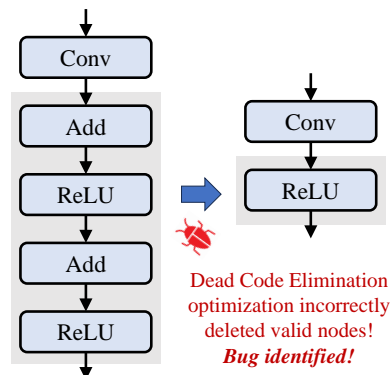 Conv
Add
ReLU
Add
ReLU
Conv
ReLU
Dead Code Elimination
optimization incorrectly
deleted valid nodes!
Bug identified!